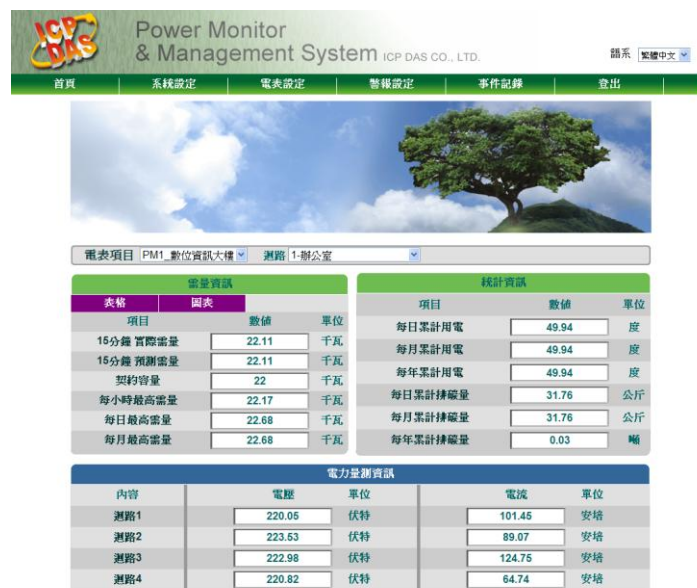 ICP DAS
Power Monitor
& Management System ICP DAS CO., LTD.
語系 繁體中文
首頁 系統設定 電表設定 警報設定 事件記錄 登出
電表項目 PM1_數位資訊大樓 迴路 1-辦公室
需量資訊
表格 圖表
項目 數值 單位
15分鐘 實際需量 22.11 千瓦
15分鐘 預測需量 22.11 千瓦
契約容量 22 千瓦
每小時最高需量 22.17 千瓦
每日最高需量 22.68 千瓦
每月最高需量 22.68 千瓦
統計資訊
項目 數值 單位
每日累計用電 49.94 度
每月累計用電 49.94 度
每年累計用電 49.94 度
每日累計排碳量 31.76 公斤
每月累計排碳量 31.76 公斤
每年累計排碳量 0.03 噸
電力量測資訊
內容 電壓 單位 電流 單位
迴路1 220.05 伏特 101.45 安培
迴路2 223.53 伏特 89.07 安培
迴路3 222.98 伏特 124.75 安培
迴路4 220.82 伏特 64.74 安培